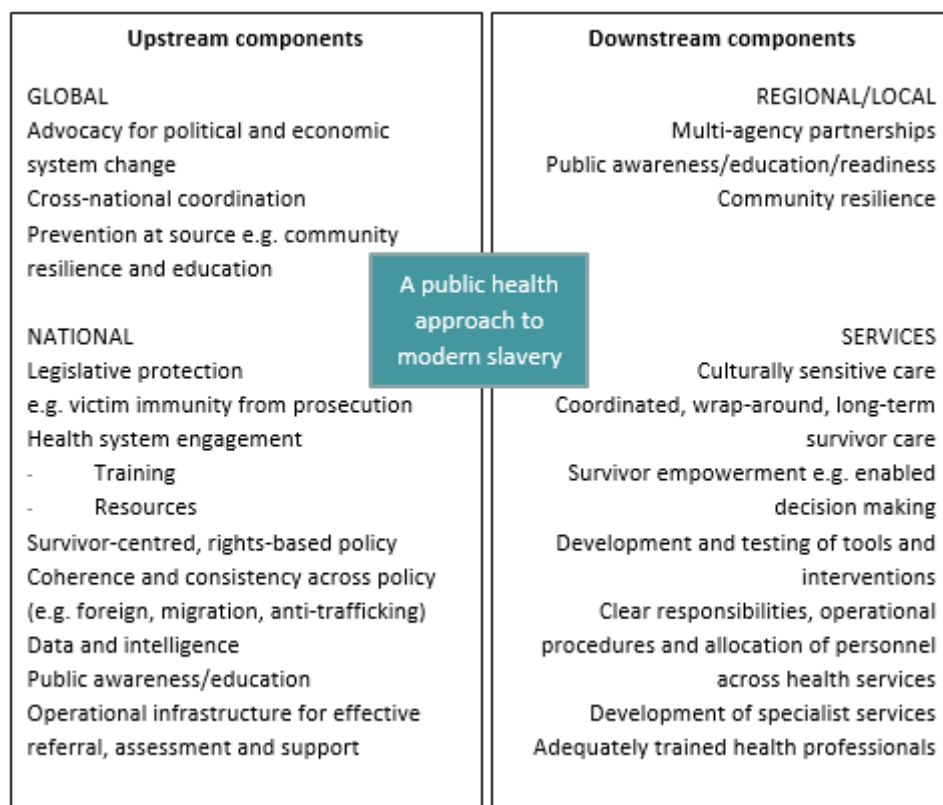 Upstream components
GLOBAL
Advocacy for political and economic
system change
Cross-national coordination
Prevention at source e.g. community
resilience and education
NATIONAL
Legislative protection
e.g. victim immunity from prosecution
Health system engagement
- Training
- Resources
Survivor-centred, rights-based policy
Coherence and consistency across policy
(e.g. foreign, migration, anti-trafficking)
Data and intelligence
Public awareness/education
Operational infrastructure for effective
referral, assessment and support
A public health
approach to
modern slavery
Downstream components
REGIONAL/LOCAL
Multi-agency partnerships
Public awareness/education/readiness
Community resilience
SERVICES
Culturally sensitive care
Coordinated, wrap-around, long-term
survivor care
Survivor empowerment e.g. enabled
decision making
Development and testing of tools and
interventions
Clear responsibilities, operational
procedures and allocation of personnel
across health services
Development of specialist services
Adequately trained health professionals